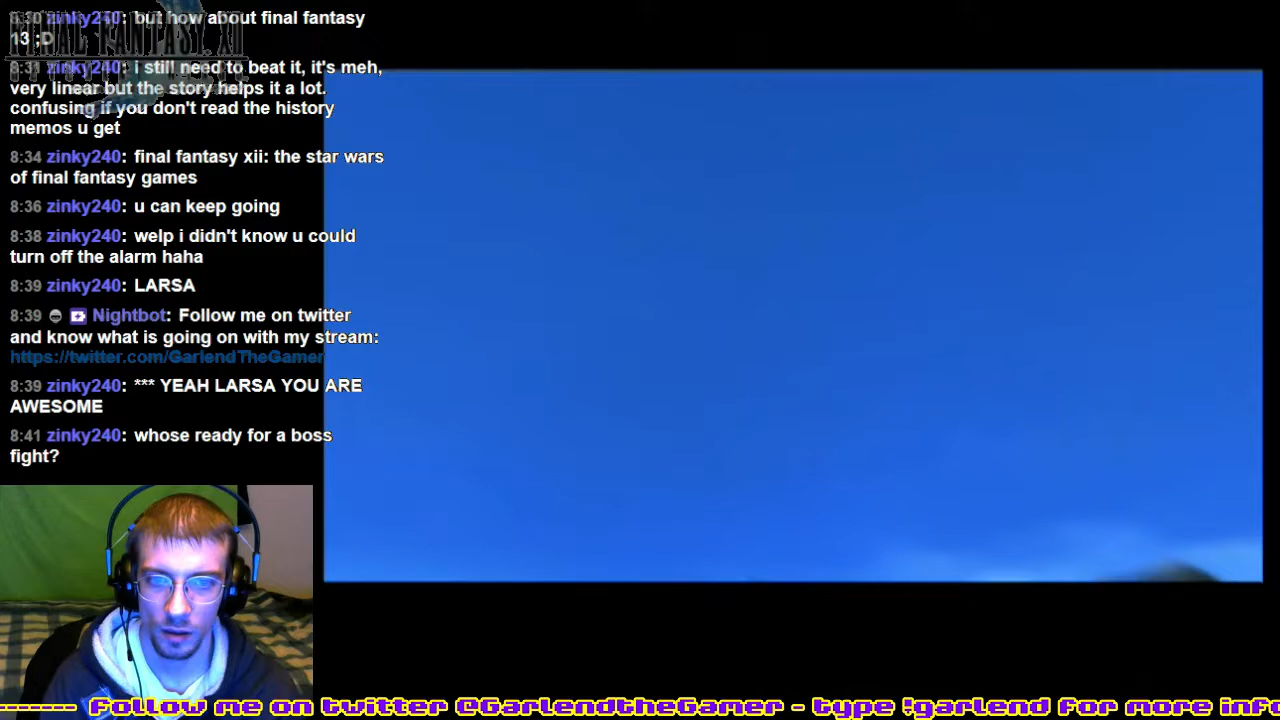 8:30 zinky240: but how about final fantasy
13 ;D
FINAL FANTASY XII
8:31 zinky240: i still need to beat it, it's meh,
very linear but the story helps it a lot.
confusing if you don't read the history
memos u get
8:34 zinky240: final fantasy xii: the star wars
of final fantasy games
8:36 zinky240: u can keep going
8:38 zinky240: welp i didn't know u could
turn off the alarm haha
8:39 zinky240: LARSA
8:39 Nightbot: Follow me on twitter
and know what is going on with my stream:
https://twitter.com/GarlendTheGamer
8:39 zinky240: *** YEAH LARSA YOU ARE
AWESOME
8:41 zinky240: whose ready for a boss
fight?
------- Follow me on twitter @GarlendtheGamer - type !garlend for more info